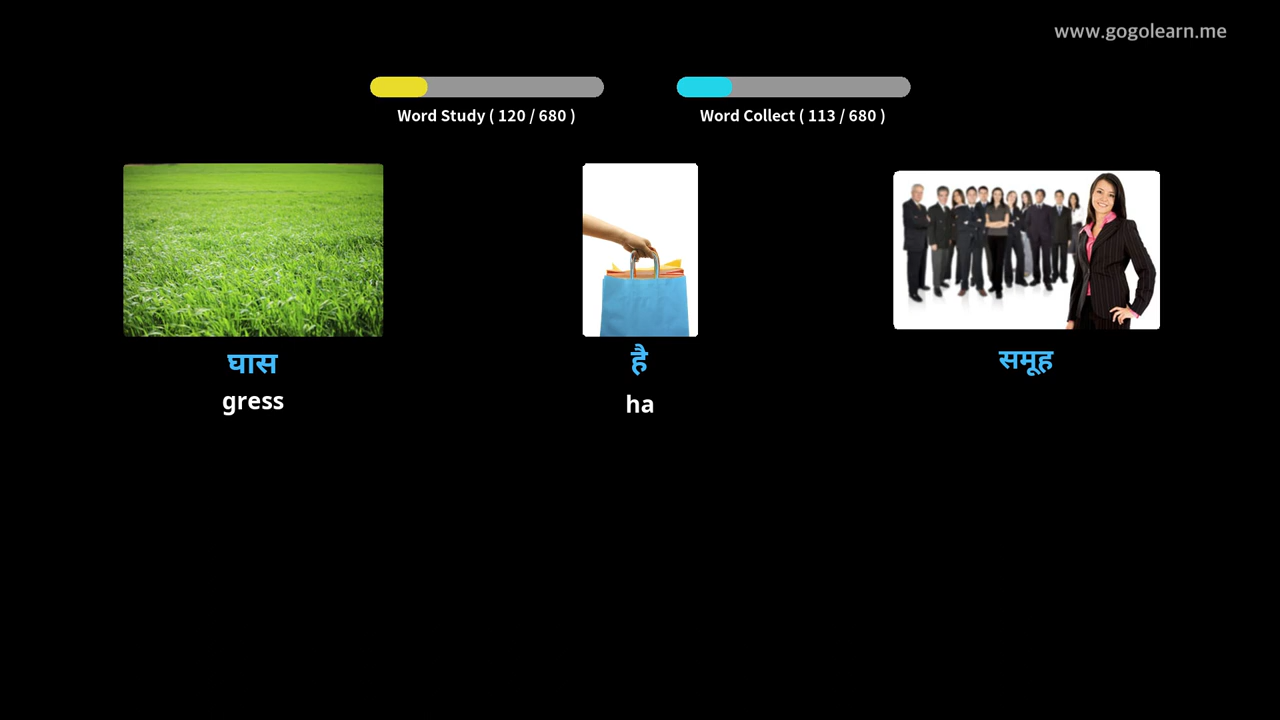 www.gogolearn.me
Word Study ( 120 / 680 )
Word Collect ( 113 / 680 )
घास
है
समूह
gress
ha